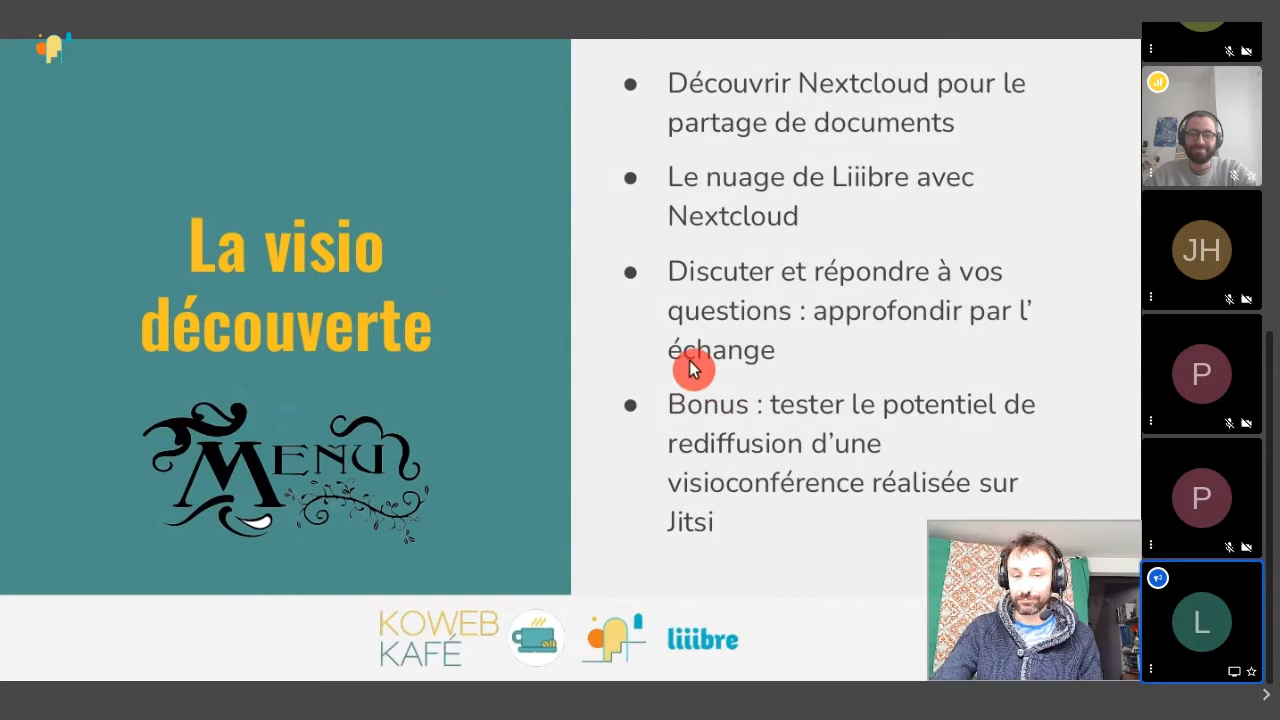 La visio
découverte
MENU
● Découvrir Nextcloud pour le
partage de documents
● Le nuage de Liiibre avec
Nextcloud
● Discuter et répondre à vos
questions : approfondir par l’
échange
● Bonus : tester le potentiel de
rediffusion d’une
visioconférence réalisée sur
Jitsi
KOWEB
KAFÉ
liiibre
JH
P
P
L